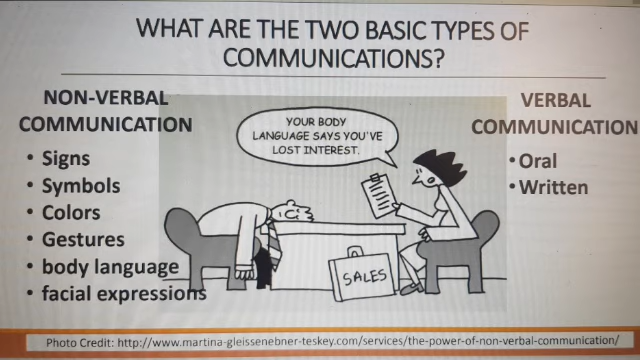 WHAT ARE THE TWO BASIC TYPES OF
COMMUNICATIONS?
NON-VERBAL
COMMUNICATION
• Signs
• Symbols
• Colors
• Gestures
• body language
• facial expressions
YOUR BODY
LANGUAGE SAYS YOU'VE
LOST INTEREST.
SALES
VERBAL
COMMUNICATION
• Oral
• Written
Photo Credit: http://www.martina-gleissenebner-teskey.com/services/the-power-of-non-verbal-communication/